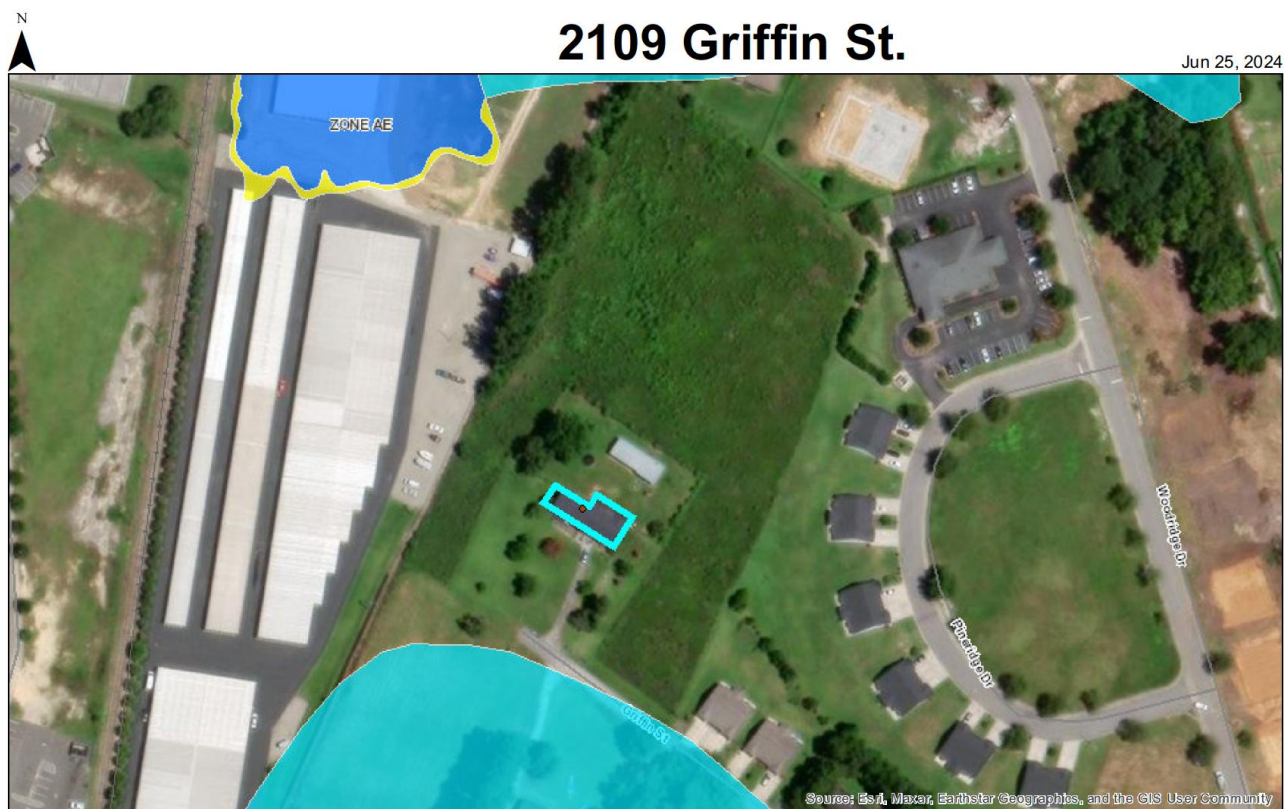 N
2109 Griffin St.
Jun 25, 2024
ZONE AE
Woodridge Dr
Pineridge Dr
Griffin St
Source: Esri, Maxar, Earthstar Geographics, and the GIS User Community